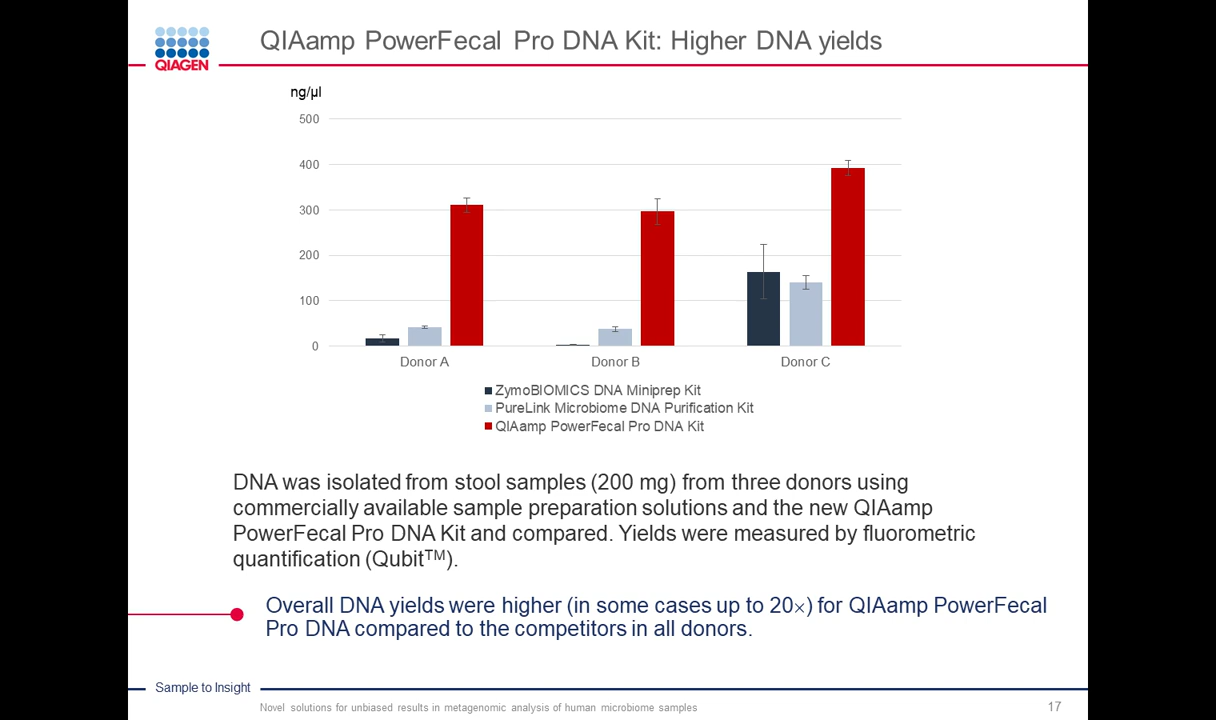 QIAGEN
QIAamp PowerFecal Pro DNA Kit: Higher DNA yields
ng/µl
500
400
300
200
100
0
Donor A
Donor B
Donor C
ZymoBIOMICS DNA Miniprep Kit
PureLink Microbiome DNA Purification Kit
QIAamp PowerFecal Pro DNA Kit
DNA was isolated from stool samples (200 mg) from three donors using
commercially available sample preparation solutions and the new QIAamp
PowerFecal Pro DNA Kit and compared. Yields were measured by fluorometric
quantification (Qubit™).
Overall DNA yields were higher (in some cases up to 20×) for QIAamp PowerFecal
Pro DNA compared to the competitors in all donors.
Sample to Insight
Novel solutions for unbiased results in metagenomic analysis of human microbiome samples
17